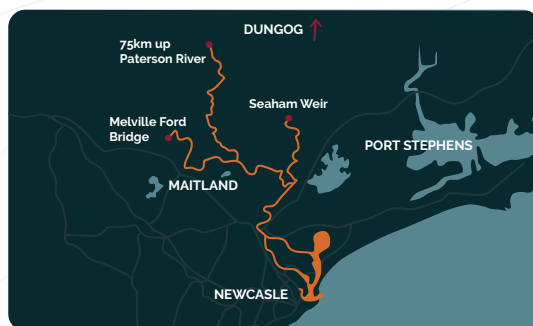 DUNGOG
75km up
Paterson River
Seaham Weir
Melville Ford
Bridge
PORT STEPHENS
MAITLAND
NEWCASLE